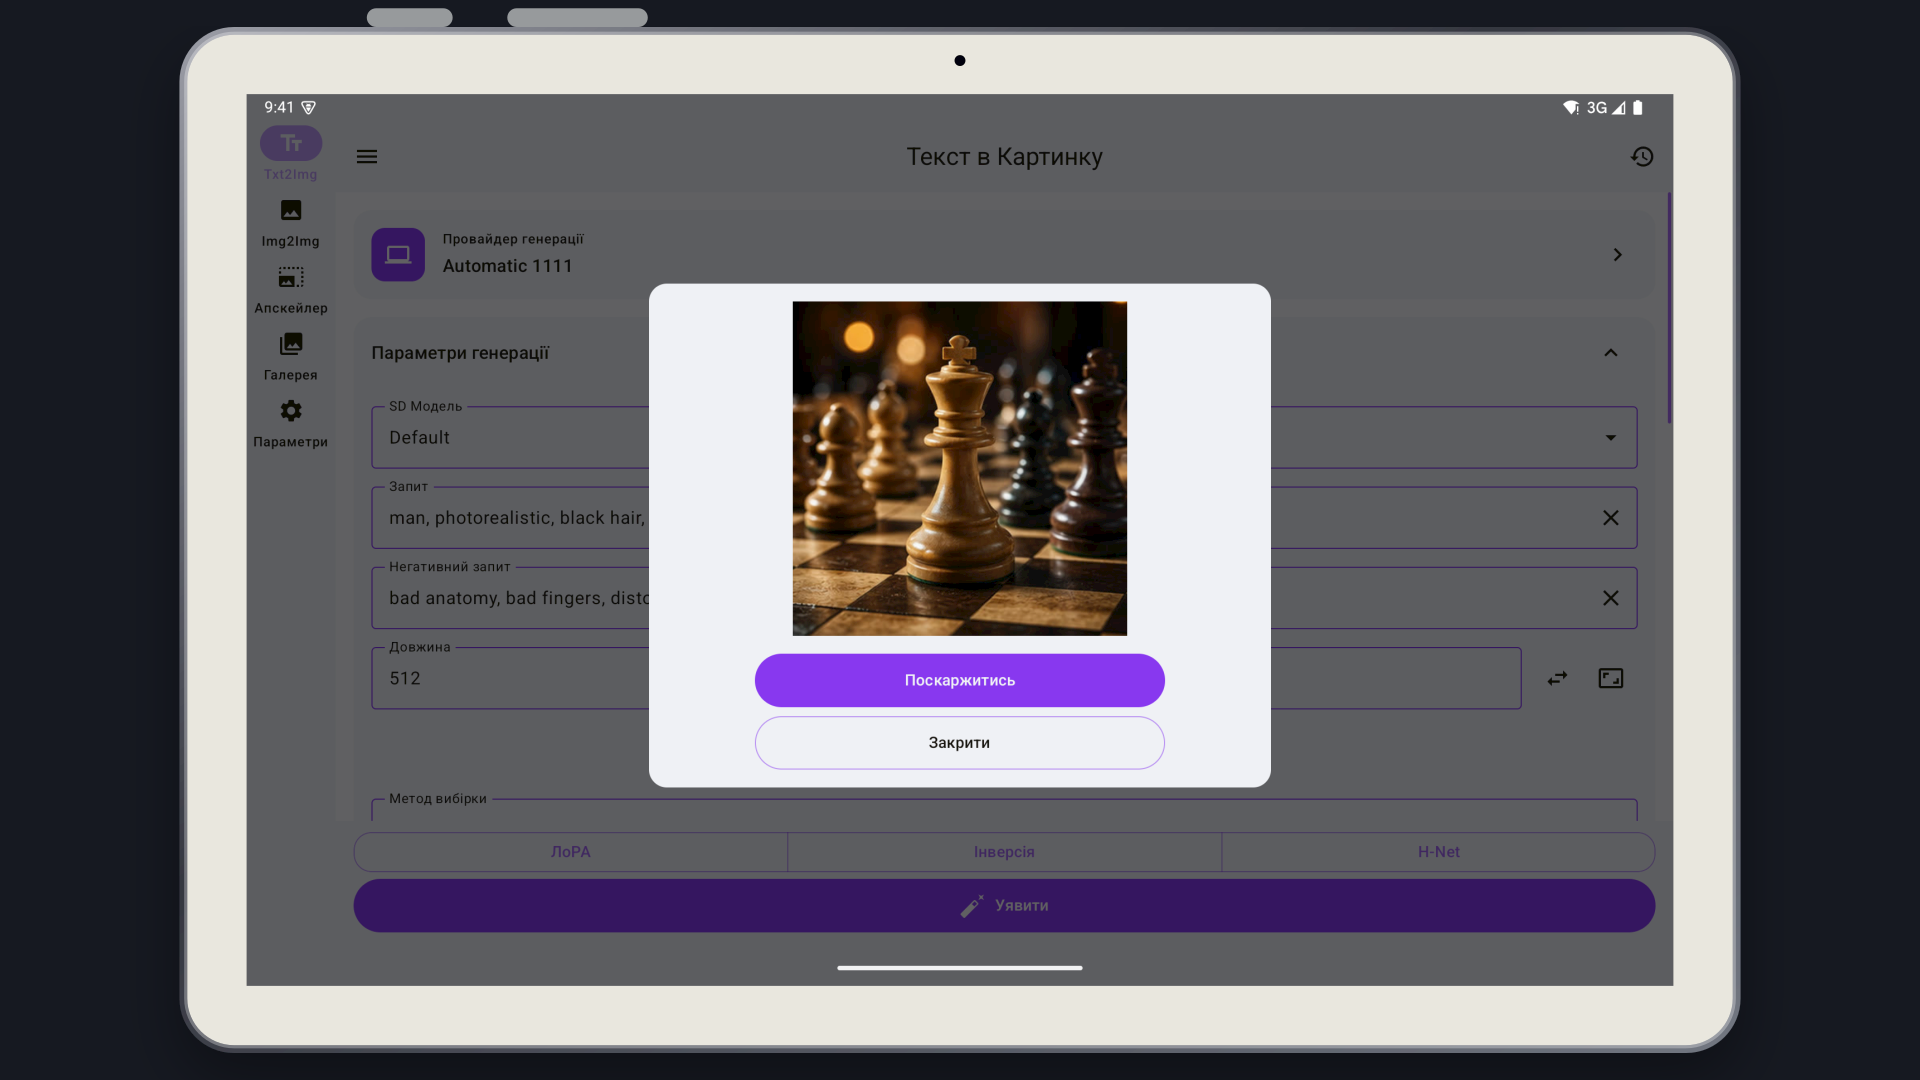 9:41
3G
Txt2Img
Img2Img
Апскейлер
Галерея
Параметри
Текст в Картинку
Провайдер генерації
Automatic 1111
Параметри генерації
SD Модель
Default
Запит
man, photorealistic, black hair,
Негативний запит
bad anatomy, bad fingers, disto
Довжина
512
Метод вибірки
Поскаржитись
Закрити
ЛоРА
Інверсія
H-Net
Уявити